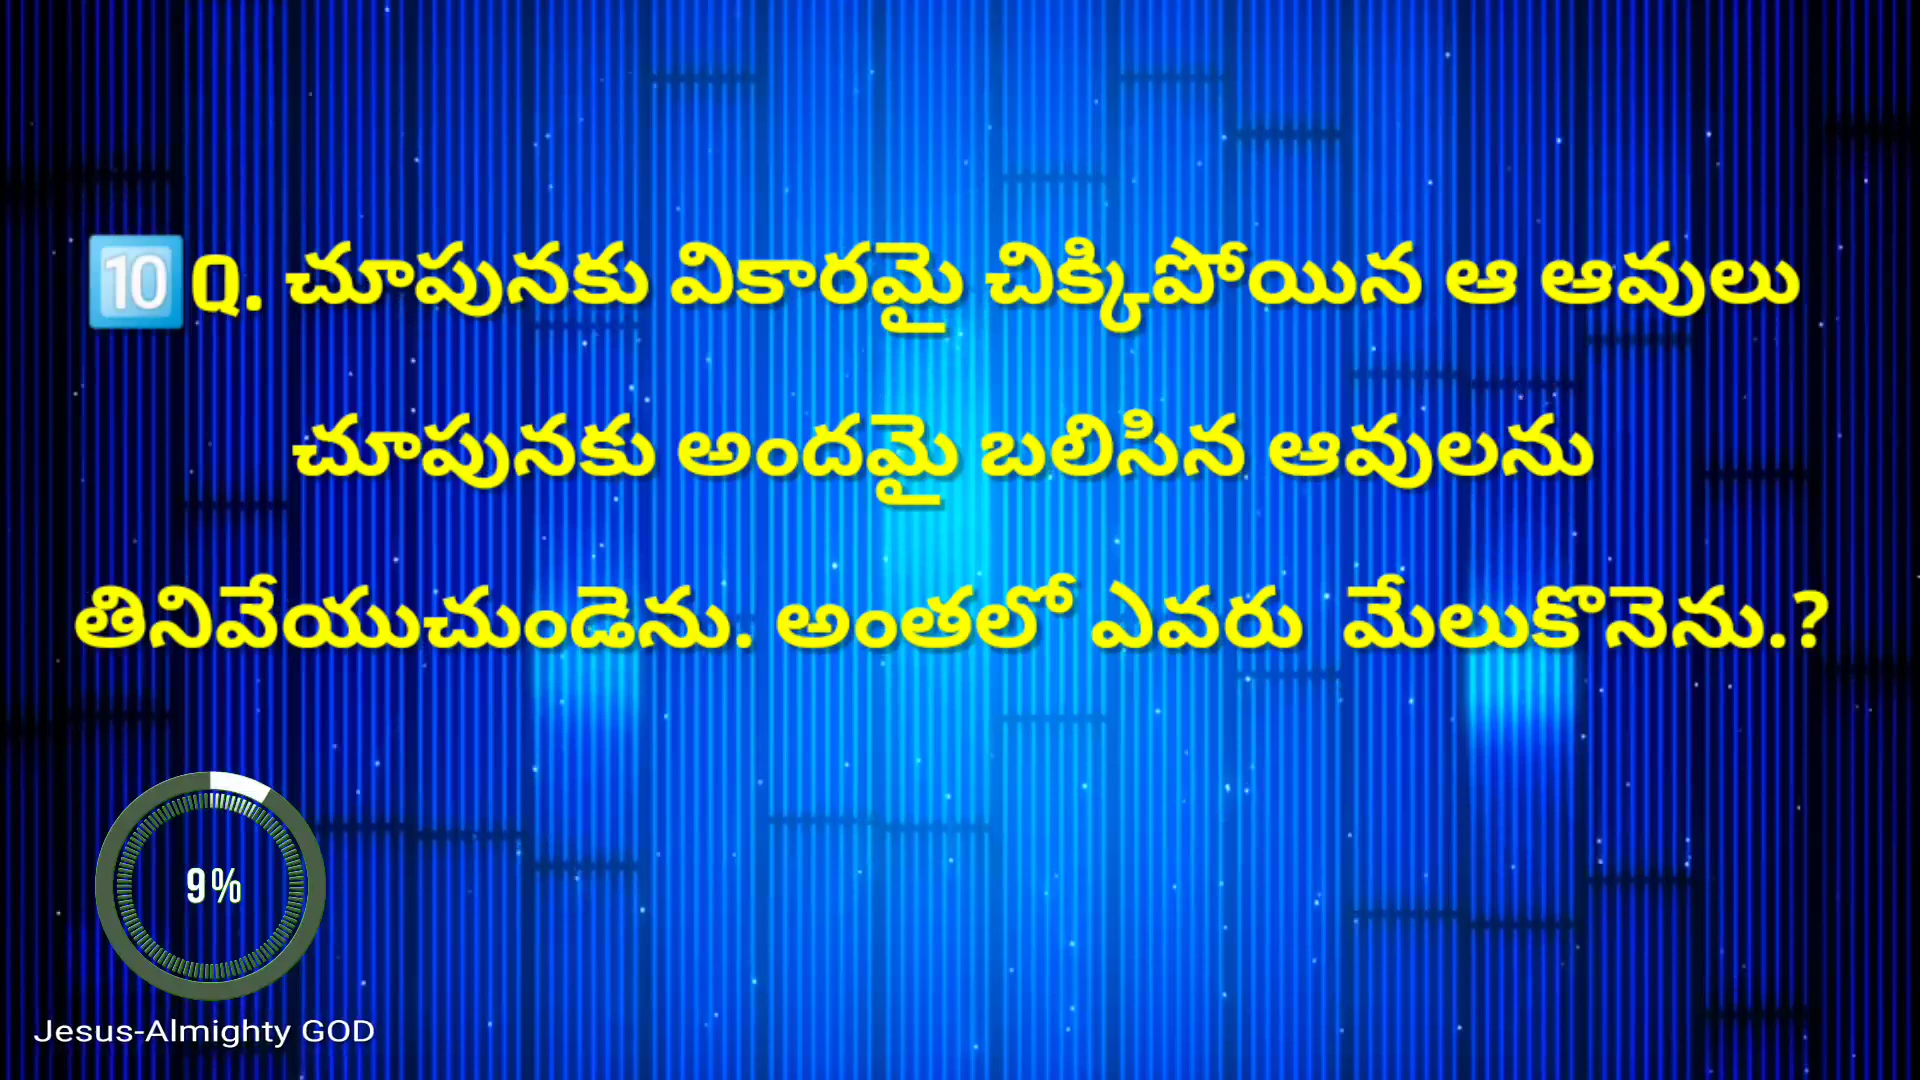 🔟Q. చూపునకు వికారమై చిక్కిపోయిన ఆ ఆవులు
చూపునకు అందమై బలిసిన ఆవులను
తినివేయుచుండెను. అంతలో ఎవరు మేలుకొనెను.?
9%
Jesus-Almighty GOD